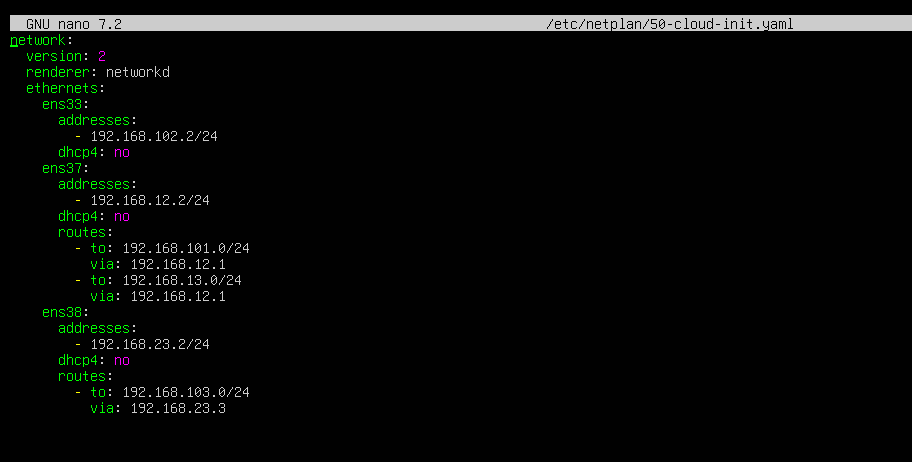 GNU nano 7.2 /etc/netplan/50-cloud-init.yaml
network:
  version: 2
  renderer: networkd
  ethernets:
    ens33:
      addresses:
        - 192.168.102.2/24
      dhcp4: no
    ens37:
      addresses:
        - 192.168.12.2/24
      dhcp4: no
      routes:
        - to: 192.168.101.0/24
          via: 192.168.12.1
        - to: 192.168.13.0/24
          via: 192.168.12.1
    ens38:
      addresses:
        - 192.168.23.2/24
      dhcp4: no
      routes:
        - to: 192.168.103.0/24
          via: 192.168.23.3